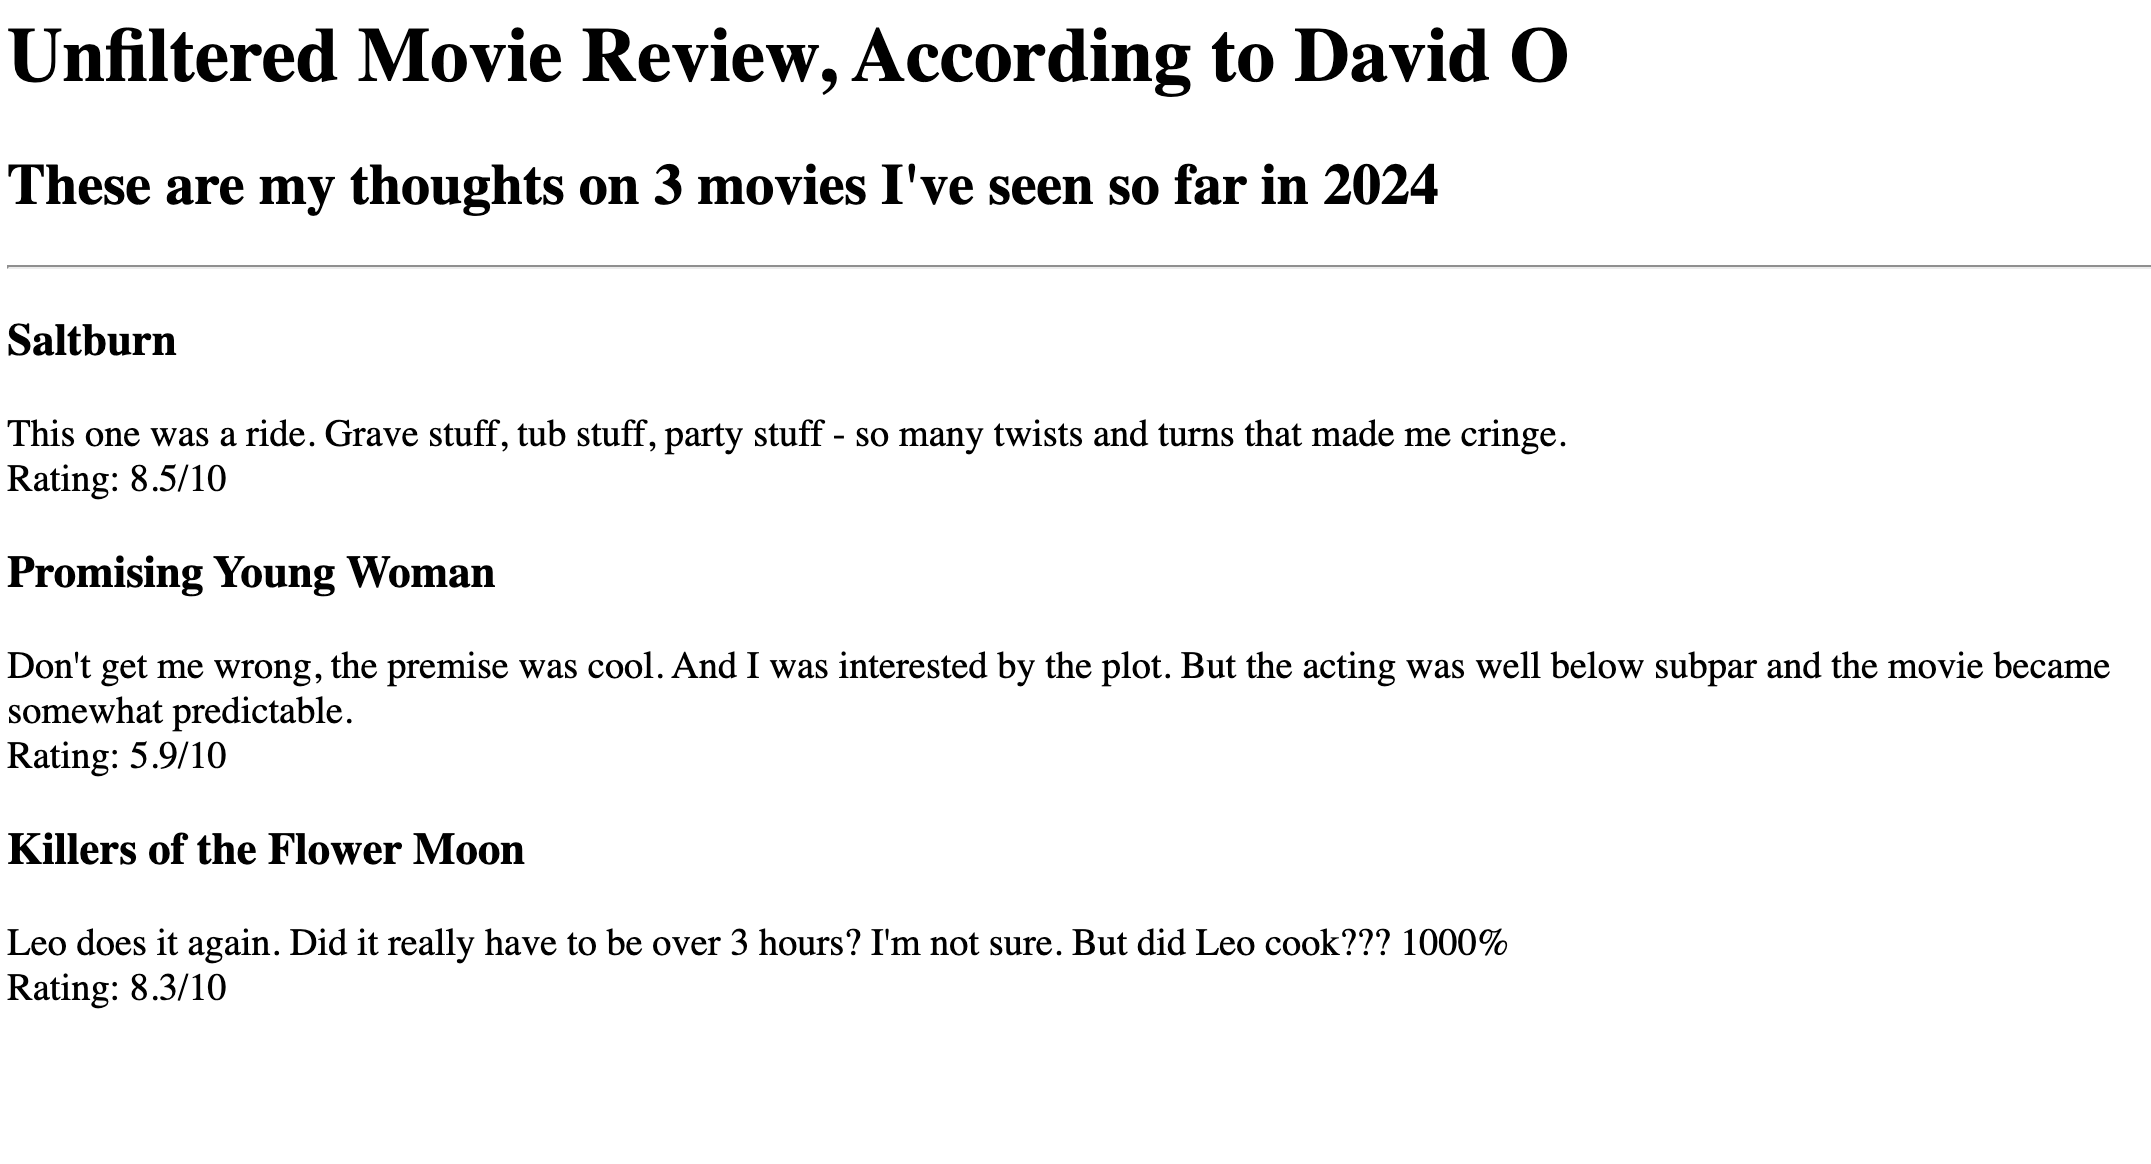 Unfiltered Movie Review, According to David O
These are my thoughts on 3 movies I've seen so far in 2024
Saltburn
This one was a ride. Grave stuff, tub stuff, party stuff - so many twists and turns that made me cringe.
Rating: 8.5/10
Promising Young Woman
Don't get me wrong, the premise was cool. And I was interested by the plot. But the acting was well below subpar and the movie became
somewhat predictable.
Rating: 5.9/10
Killers of the Flower Moon
Leo does it again. Did it really have to be over 3 hours? I'm not sure. But did Leo cook??? 1000%
Rating: 8.3/10